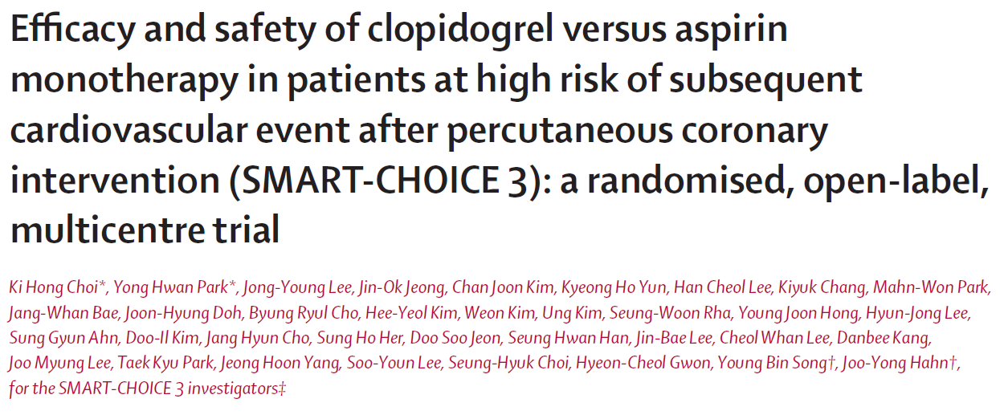 Efficacy and safety of clopidogrel versus aspirin
monotherapy in patients at high risk of subsequent
cardiovascular event after percutaneous coronary
intervention (SMART-CHOICE 3): a randomised, open-label,
multicentre trial
Ki Hong Choi*, Yong Hwan Park*, Jong-Young Lee, Jin-Ok Jeong, Chan Joon Kim, Kyeong Ho Yun, Han Cheol Lee, Kiyuk Chang, Mahn-Won Park,
Jang-Whan Bae, Joon-Hyung Doh, Byung Ryul Cho, Hee-Yeol Kim, Weon Kim, Ung Kim, Seung-Woon Rha, Young Joon Hong, Hyun-Jong Lee,
Sung Gyun Ahn, Doo-Il Kim, Jang Hyun Cho, Sung Ho Her, Doo Soo Jeon, Seung Hwan Han, Jin-Bae Lee, Cheol Whan Lee, Danbee Kang,
Joo Myung Lee, Taek Kyu Park, Jeong Hoon Yang, Soo-Youn Lee, Seung-Hyuk Choi, Hyeon-Cheol Gwon, Young Bin Song†, Joo-Yong Hahn†,
for the SMART-CHOICE 3 investigators‡